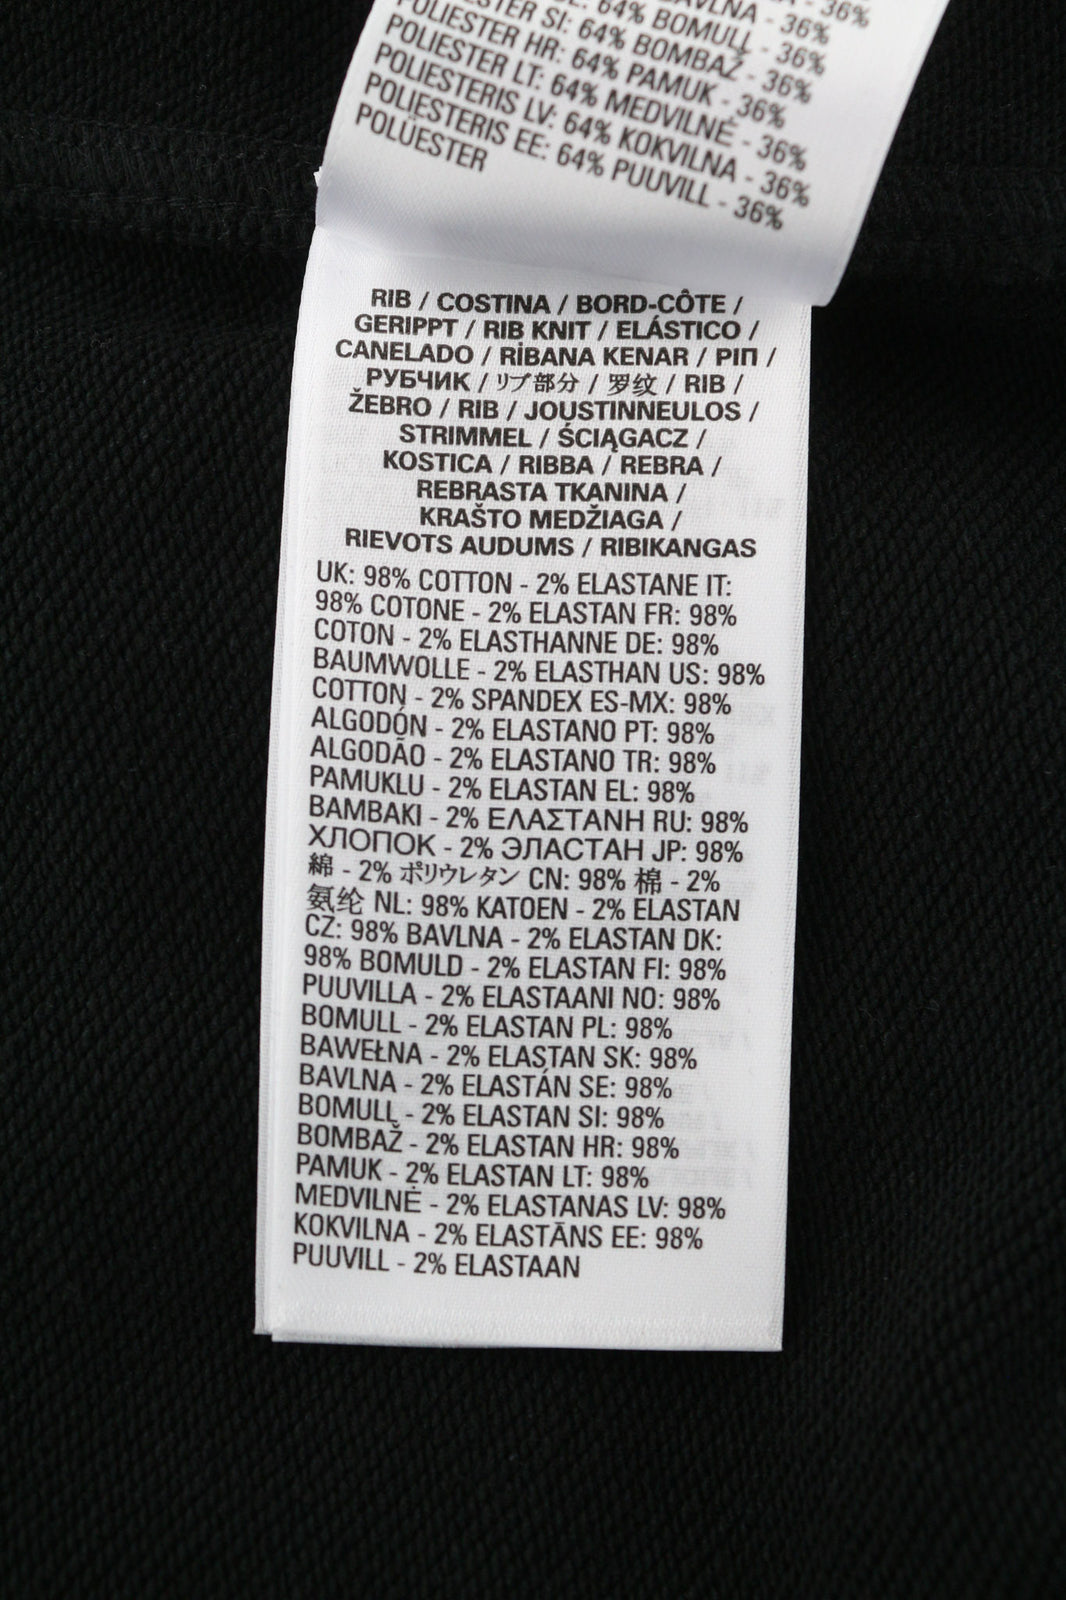 BAVLNA - 36%
64% BOMULĻ - 36%
POLIESTER SI: 64% BOMBAŽ - 36%
POLIESTER HR: 64% PAMUK - 36%
POLIESTER LT: 64% MEDVILNĖ - 36%
POLIESTERIS LV: 64% KOKVILNA - 36%
POLIESTERIS EE: 64% PUUVILL - 36%
POLÜESTER
RIB / COSTINA / BORD-CÔTE /
GERIPPT / RIB KNIT / ELÁSTICO /
CANELADO / RİBANA KENAR / ΡΙΠ /
РУБЧИК / リブ部分 / 罗纹 / RIB /
ŽEBRO / RIB / JOUSTINNEULOS /
STRIMMEL / ŚCIĄGACZ /
KOSTICA / RIBBA / REBRA /
REBRASTA TKANINA /
KRAŠTO MEDŽIAGA /
RIEVOTS AUDUMS / RIBIKANGAS
UK: 98% COTTON - 2% ELASTANE IT:
98% COTONE - 2% ELASTAN FR: 98%
COTON - 2% ELASTHANNE DE: 98%
BAUMWOLLE - 2% ELASTHAN US: 98%
COTTON - 2% SPANDEX ES-MX: 98%
ALGODÓN - 2% ELASTANO PT: 98%
ALGODÃO - 2% ELASTANO TR: 98%
PAMUKLU - 2% ELASTAN EL: 98%
ΒΑΜΒΑΚΙ - 2% ΕΛΑΣΤΑΝΗ RU: 98%
ХЛОПОК - 2% ЭЛАСТАН JP: 98%
綿 - 2% ポリウレタン CN: 98% 棉 - 2%
氨纶 NL: 98% KATOEN - 2% ELASTAN
CZ: 98% BAVLNA - 2% ELASTAN DK:
98% BOMULD - 2% ELASTAN FI: 98%
PUUVILLA - 2% ELASTAANI NO: 98%
BOMULL - 2% ELASTAN PL: 98%
BAWEŁNA - 2% ELASTAN SK: 98%
BAVLNA - 2% ELASTÁN SE: 98%
BOMULĻ - 2% ELASTAN SI: 98%
BOMBAŽ - 2% ELASTAN HR: 98%
PAMUK - 2% ELASTAN LT: 98%
MEDVILNĖ - 2% ELASTANAS LV: 98%
KOKVILNA - 2% ELASTĀNS EE: 98%
PUUVILL - 2% ELASTAAN